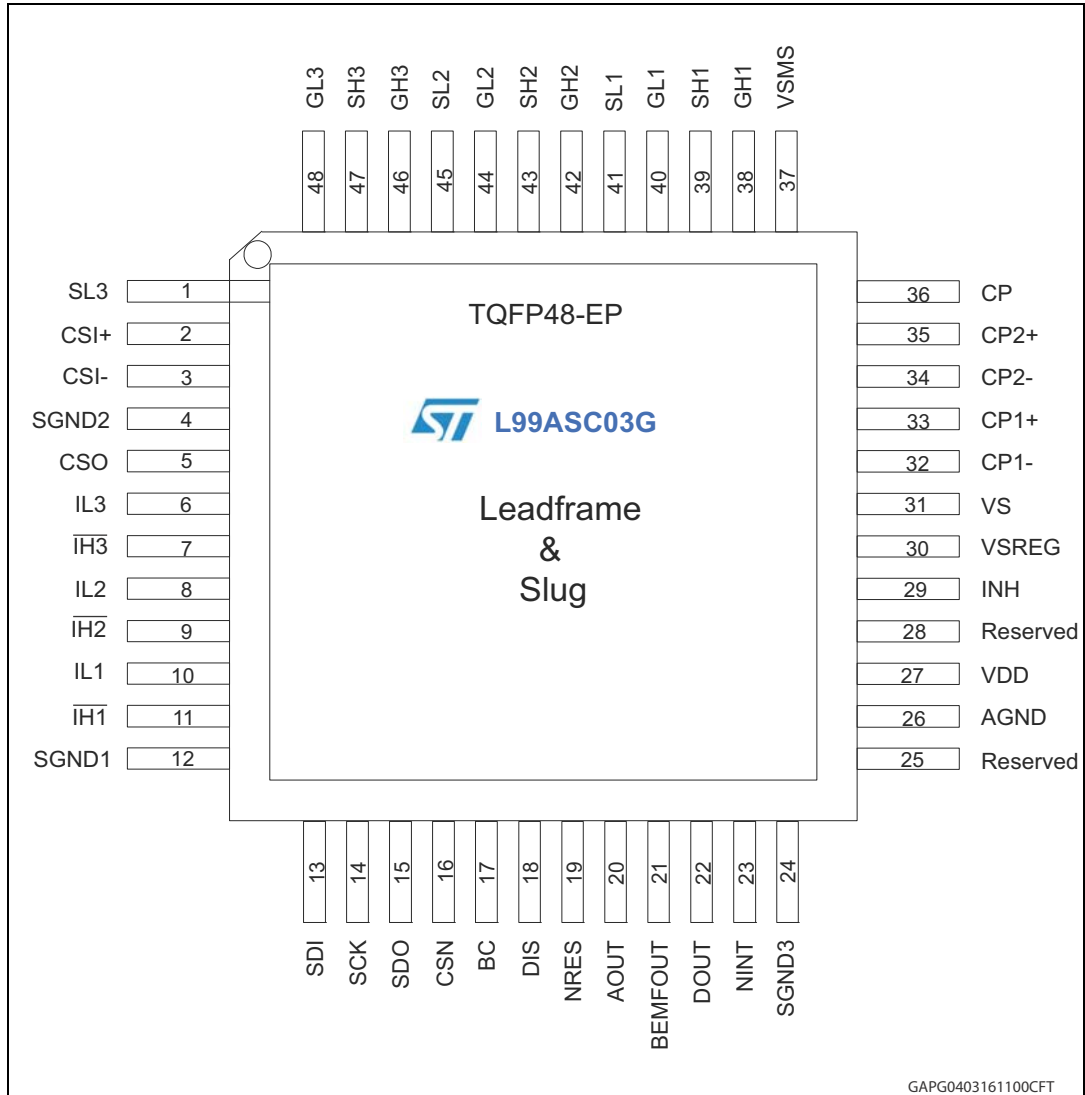 GL3 SH3 GH3 SL2 GL2 SH2 GH2 SL1 GL1 SH1 GH1 VSMS
48 47 46 45 44 43 42 41 40 39 38 37
SL3 1
CSI+ 2
CSI- 3
SGND2 4
CSO 5
IL3 6
I̅H̅3̅ 7
IL2 8
I̅H̅2̅ 9
IL1 10
I̅H̅1̅ 11
SGND1 12
TQFP48-EP
ST L99ASC03G
Leadframe
&
Slug
36 CP
35 CP2+
34 CP2-
33 CP1+
32 CP1-
31 VS
30 VSREG
29 INH
28 Reserved
27 VDD
26 AGND
25 Reserved
13 14 15 16 17 18 19 20 21 22 23 24
SDI SCK SDO CSN BC DIS NRES AOUT BEMFOUT DOUT NINT SGND3
GAPG0403161100CFT